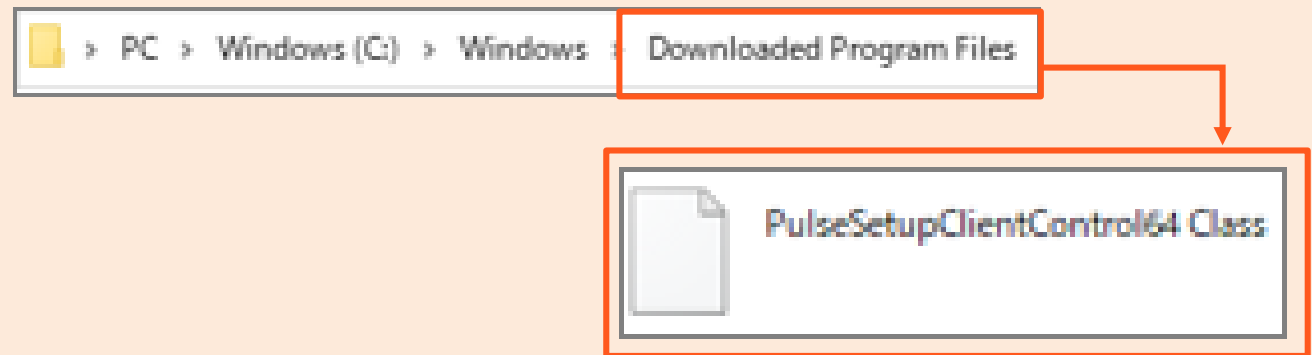 > PC > Windows (C:) > Windows > Downloaded Program Files
PulseSetupClientControl64 Class